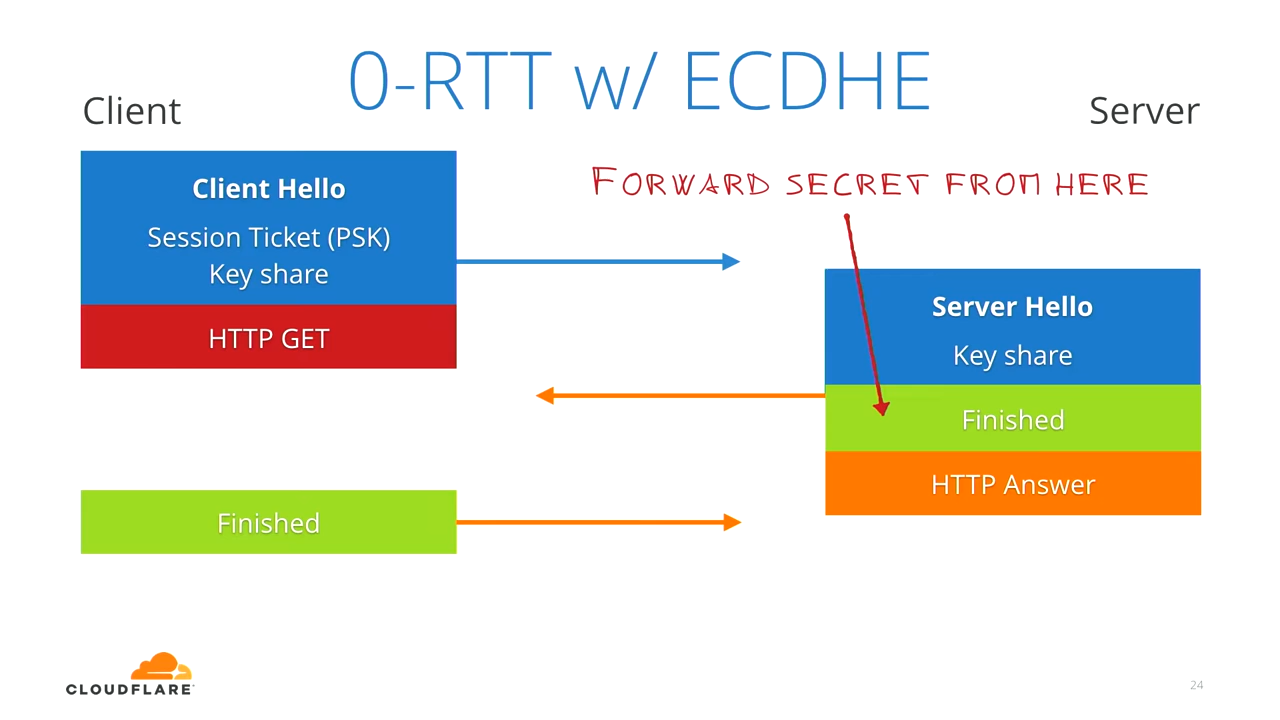 0-RTT w/ ECDHE
Client
Server
Client Hello
Session Ticket (PSK)
Key share
HTTP GET
FORWARD SECRET FROM HERE
Server Hello
Key share
Finished
HTTP Answer
Finished
CLOUDFLARE
24